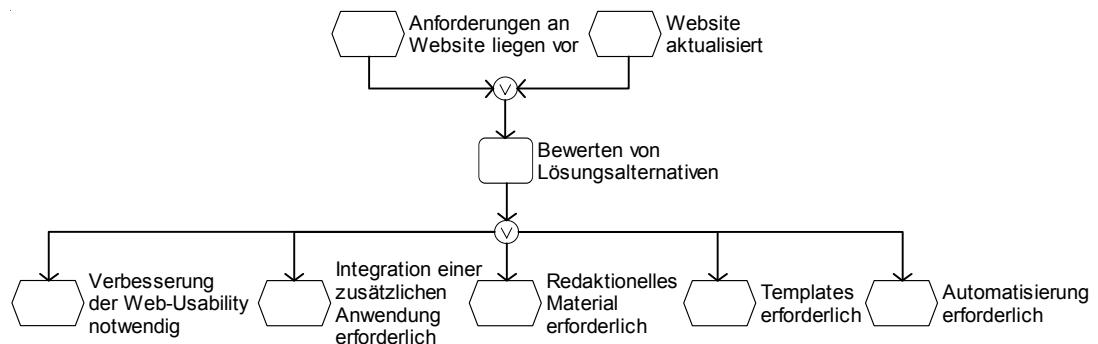 Anforderungen an
Website liegen vor
Website
aktualisiert
V
Bewerten von
Lösungsalternativen
V
Verbesserung
der Web-Usability
notwendig
Integration einer
zusätzlichen
Anwendung
erforderlich
Redaktionelles
Material
erforderlich
Templates
erforderlich
Automatisierung
erforderlich